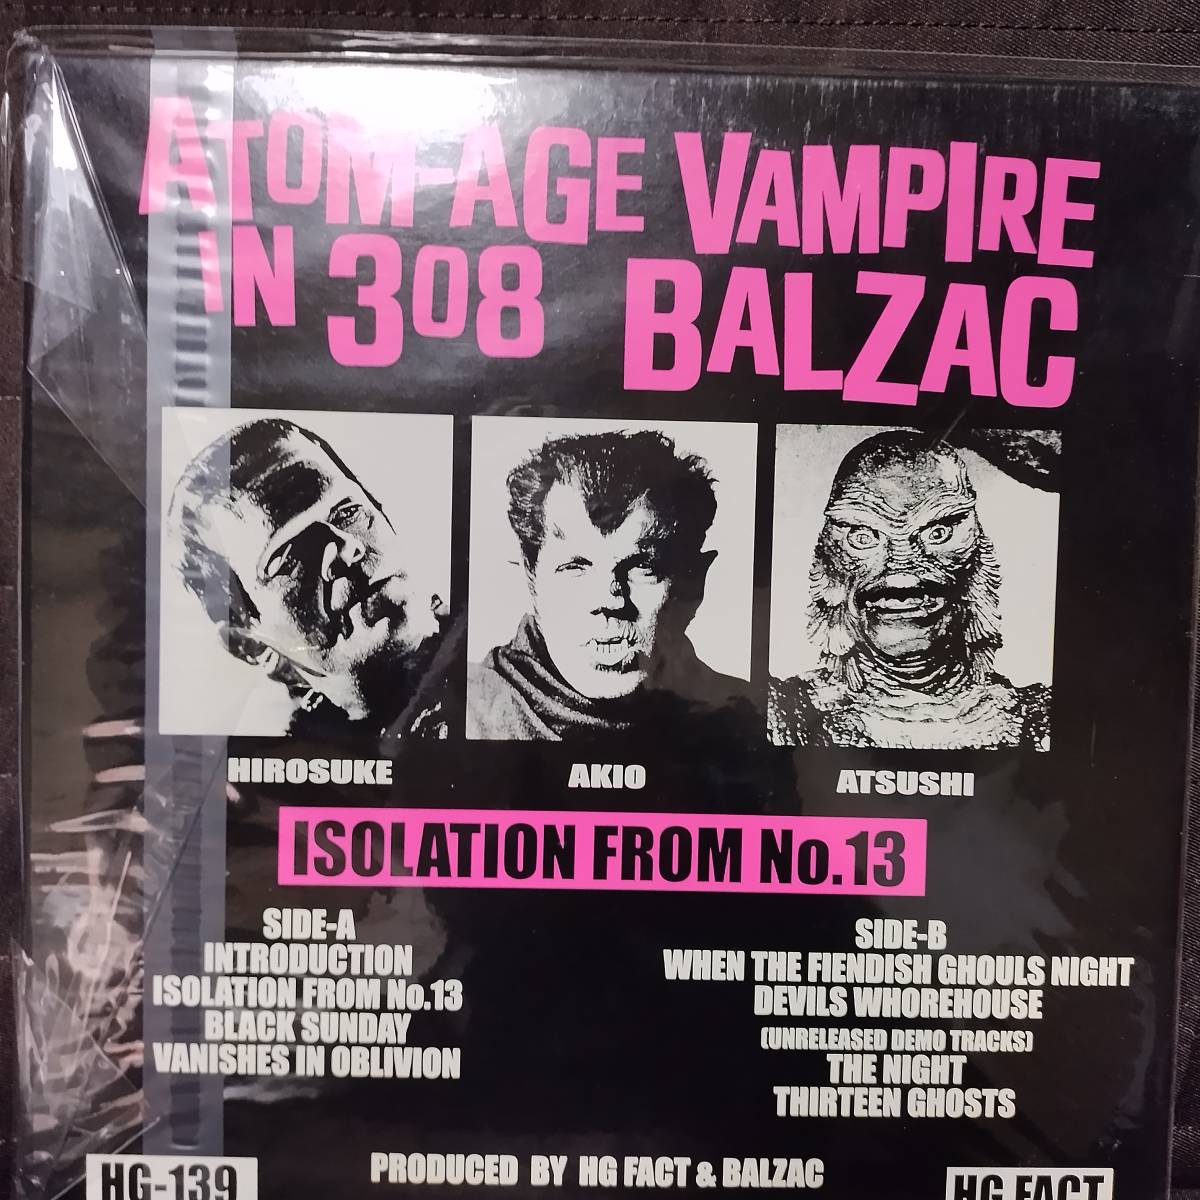 ATOM-AGE VAMPIRE
IN 308 BALZAC
HIROSUKE
AKIO
ATSUSHI
ISOLATION FROM No.13
SIDE-A
INTRODUCTION
ISOLATION FROM No.13
BLACK SUNDAY
VANISHES IN OBLIVION
SIDE-B
WHEN THE FIENDISH GHOULS NIGHT
DEVILS WHOREHOUSE
(UNRELEASED DEMO TRACKS)
THE NIGHT
THIRTEEN GHOSTS
PRODUCED BY HG FACT & BALZAC
HG-139
HG FACT